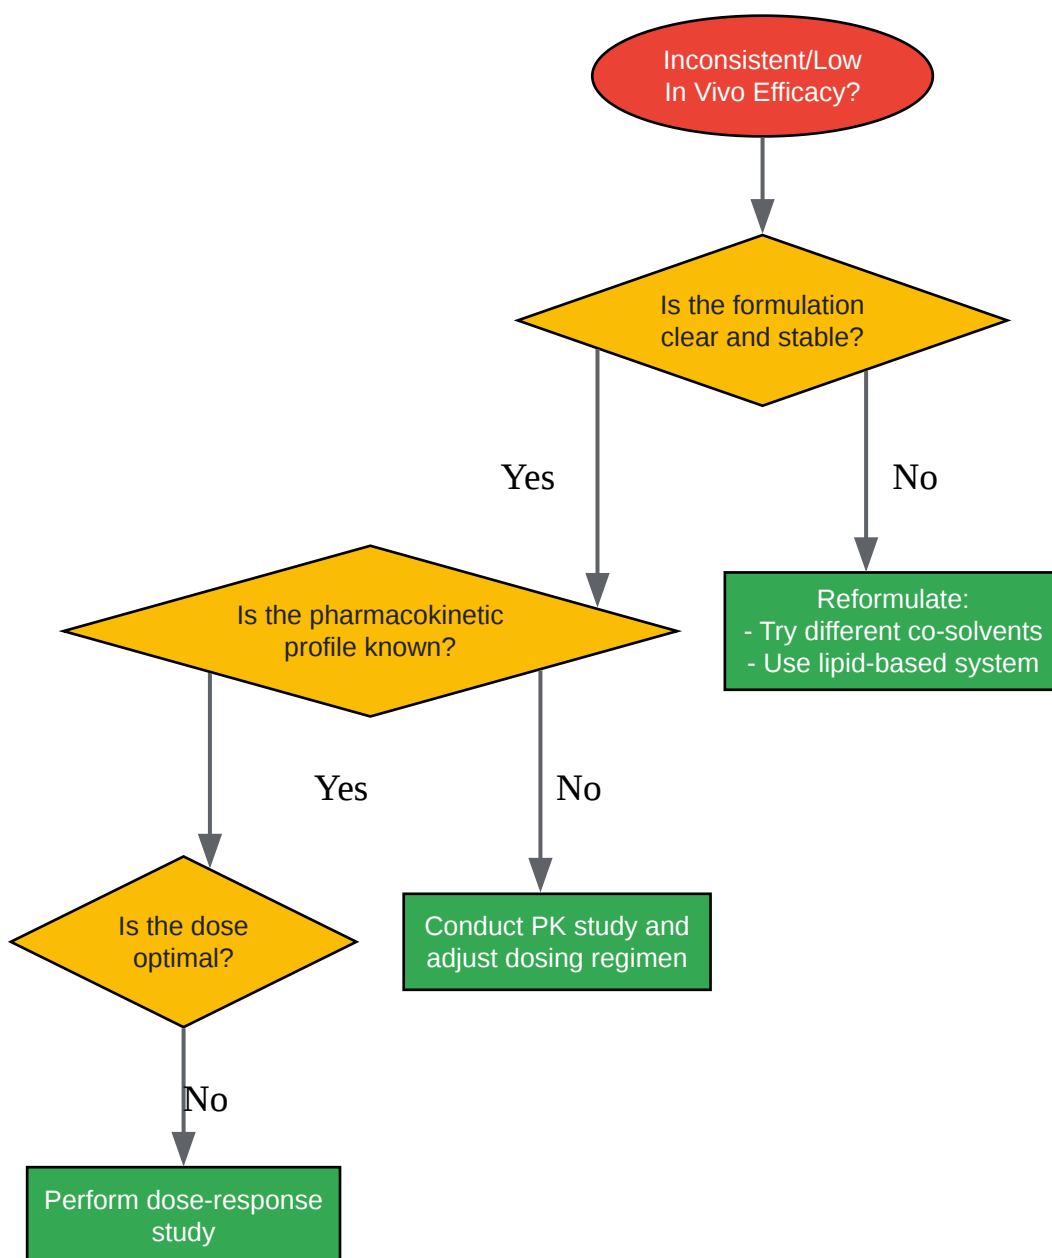 Inconsistent/Low
In Vivo Efficacy?
Is the formulation
clear and stable?
Yes
No
Reformulate:
- Try different co-solvents
- Use lipid-based system
Is the pharmacokinetic
profile known?
Yes
No
Conduct PK study and
adjust dosing regimen
Is the dose
optimal?
No
Perform dose-response
study